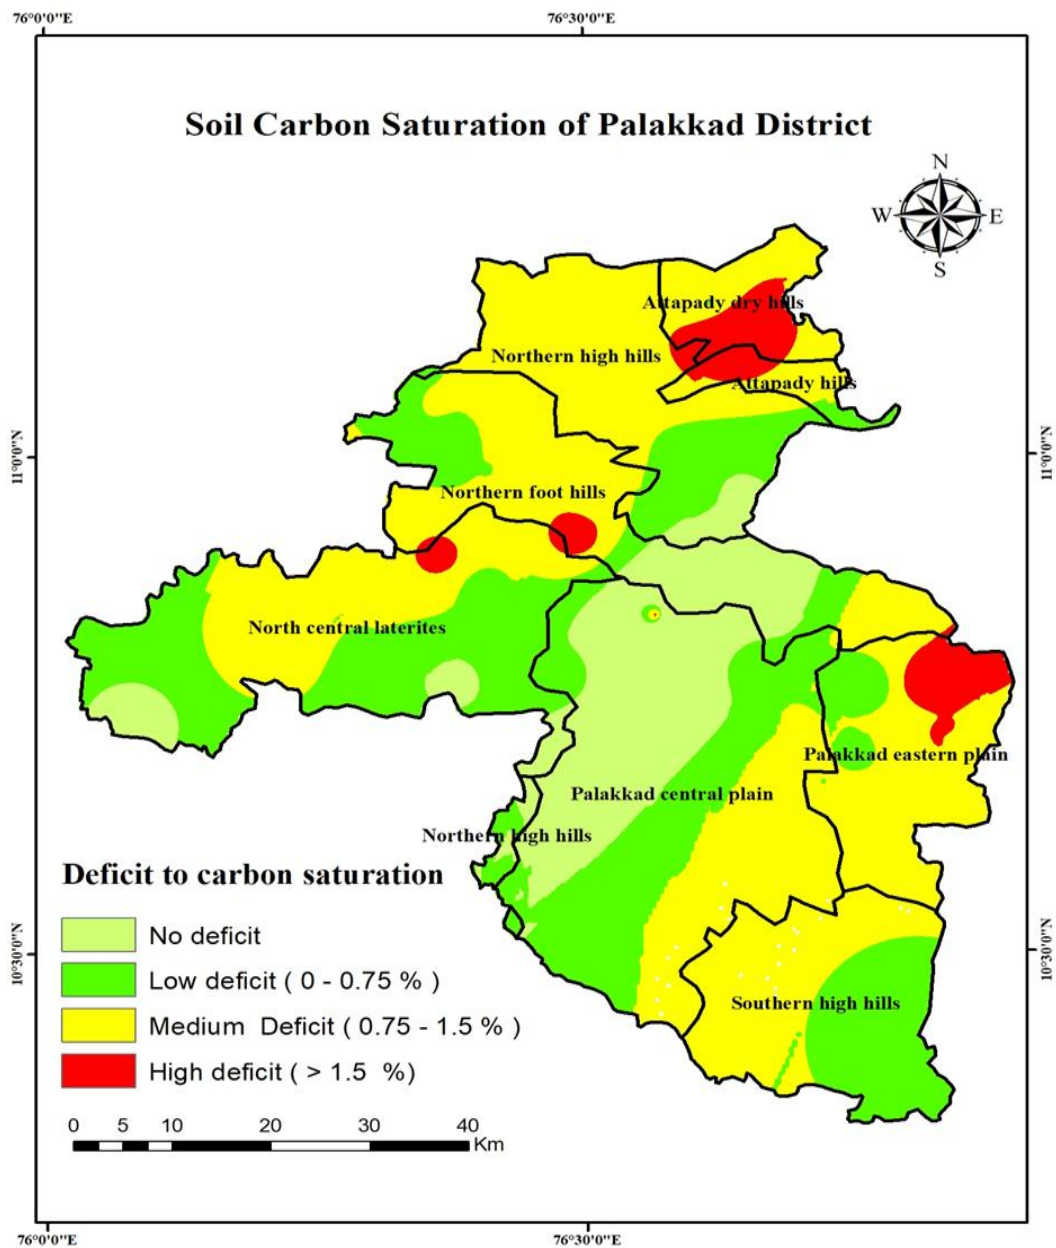 76°0'0"E
76°30'0"E
Soil Carbon Saturation of Palakkad District
N
W
E
S
Attapady dry hills
Northern high hills
Attapady hills
11°0'0"N
11°0'0"N
Northern foot hills
North central laterites
Palakkad eastern plain
Palakkad central plain
Northern high hills
Deficit to carbon saturation
No deficit
Low deficit ( 0 - 0.75 % )
Medium Deficit ( 0.75 - 1.5 % )
High deficit ( > 1.5 %)
10°30'0"N
10°30'0"N
Southern high hills
0 5 10 20 30 40
Km
76°0'0"E
76°30'0"E